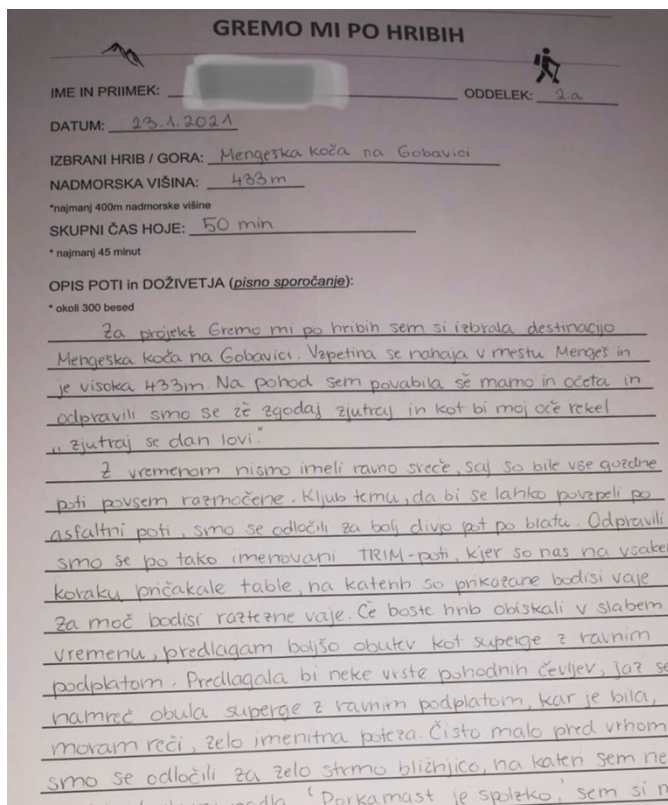 GREMO MI PO HRIBIH
IME IN PRIIMEK:
ODDELEK: 2.a
DATUM: 23.1.2021
IZBRANI HRIB / GORA: Mengeška koča na Gobavici
NADMORSKA VIŠINA: 433m
*najmanj 400m nadmorske višine
SKUPNI ČAS HOJE: 50 min
* najmanj 45 minut
OPIS POTI in DOŽIVETJA (pisno sporočanje):
* okoli 300 besed
Za projekt Gremo mi po hribih sem si izbrala destinacijo
Mengeška koča na Gobavici. Vzpetina se nahaja v mestu Mengeš in
je visoka 433m. Na pohod sem povabila še mamo in očeta in
odpravili smo se že zgodaj zjutraj in kot bi moj oče rekel
„zjutraj se dan lovi."
Z vremenom nismo imeli ravno sreče, saj so bile vse gozdne
poti povsem razmočene. Kljub temu, da bi se lahko povzpeli po
asfaltni poti, smo se odločili za bolj divjo pot po blatu. Odpravili
smo se po tako imenovani TRIM-poti, kjer so nas na vsakem
koraku pričakale table, na katerih so prikazane bodisi vaje
za moč bodisi raztezne vaje. Če boste hrib obiskali v slabem
vremenu, predlagam boljšo obutev kot superge z ravnim
podplatom. Predlagala bi neke vrste pohodnih čevljev, jaz se
namreč obula superge z ravnim podplatom, kar je bila,
moram reči, zelo imenitna poteza. Čisto malo pred vrhom
smo se odločili za zelo strmo bližnjico, na kateri sem ne
'Porkamast je spolzko,' sem si